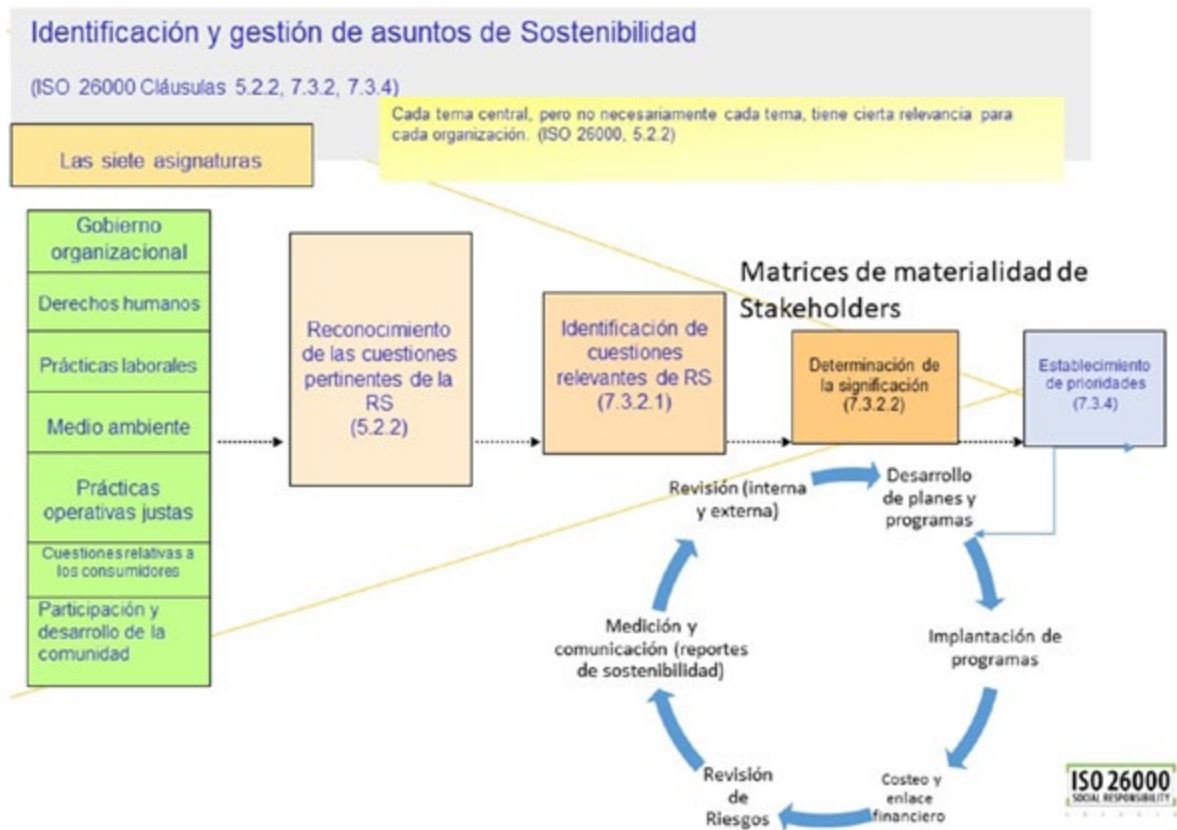 Identificación y gestión de asuntos de Sostenibilidad
(ISO 26000 Cláusulas 5.2.2, 7.3.2, 7.3.4)
Cada tema central, pero no necesariamente cada tema, tiene cierta relevancia para
cada organización. (ISO 26000, 5.2.2)
Las siete asignaturas
Gobierno
organizacional
Derechos humanos
Prácticas laborales
Medio ambiente
Prácticas
operativas justas
Cuestiones relativas a
los consumidores
Participación y
desarrollo de la
comunidad
Reconocimiento
de las cuestiones
pertinentes de la
RS
(5.2.2)
Identificación de
cuestiones
relevantes de RS
(7.3.2.1)
Matrices de materialidad de
Stakeholders
Determinación de
la significación
(7.3.2.2)
Establecimiento
de prioridades
(7.3.4)
Revisión (interna
y externa)
Desarrollo
de planes y
programas
Implantación de
programas
Costeo y
enlace
financiero
Revisión
de
Riesgos
Medición y
comunicación (reportes
de sostenibilidad)
ISO 26000
SOCIAL RESPONSIBILITY